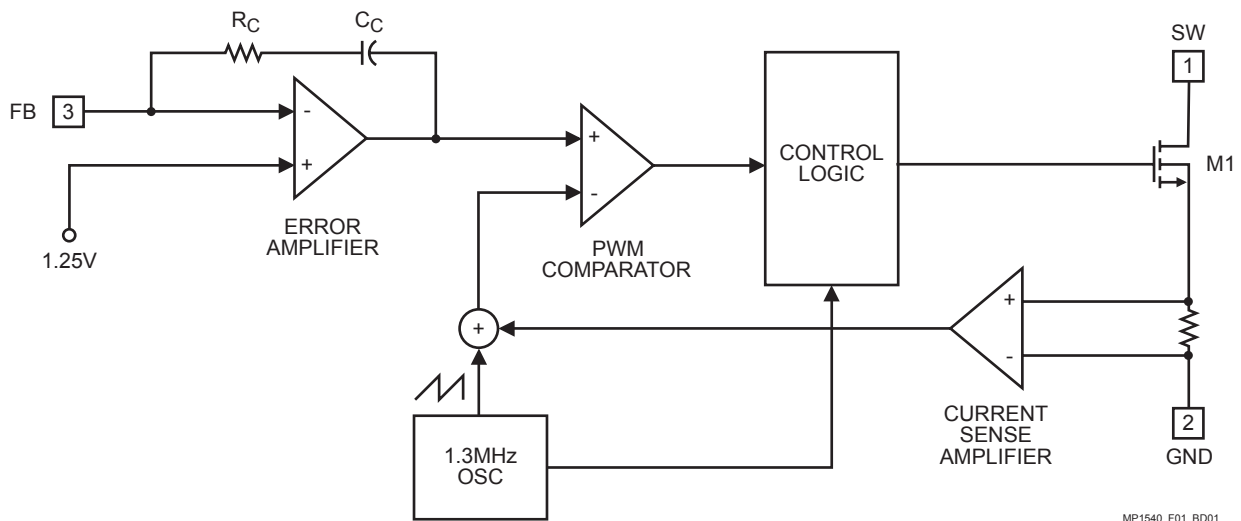 R_C
C_C
SW
1
FB
3
-
+
+
-
CONTROL
LOGIC
M1
ERROR
AMPLIFIER
1.25V
PWM
COMPARATOR
+
+
-
CURRENT
SENSE
AMPLIFIER
2
GND
1.3MHz
OSC
MP1540_F01_BD01